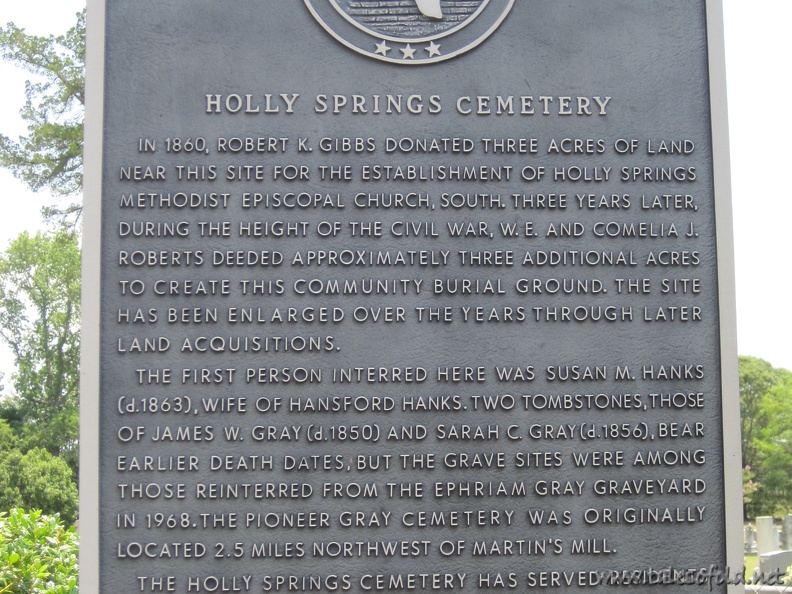 HOLLY SPRINGS CEMETERY
IN 1860, ROBERT K. GIBBS DONATED THREE ACRES OF LAND
NEAR THIS SITE FOR THE ESTABLISHMENT OF HOLLY SPRINGS
METHODIST EPISCOPAL CHURCH, SOUTH. THREE YEARS LATER,
DURING THE HEIGHT OF THE CIVIL WAR, W. E. AND COMELIA J.
ROBERTS DEEDED APPROXIMATELY THREE ADDITIONAL ACRES
TO CREATE THIS COMMUNITY BURIAL GROUND. THE SITE
HAS BEEN ENLARGED OVER THE YEARS THROUGH LATER
LAND ACQUISITIONS.
THE FIRST PERSON INTERRED HERE WAS SUSAN M. HANKS
(d.1863), WIFE OF HANSFORD HANKS. TWO TOMBSTONES, THOSE
OF JAMES W. GRAY (d.1850) AND SARAH C. GRAY (d.1856), BEAR
EARLIER DEATH DATES, BUT THE GRAVE SITES WERE AMONG
THOSE REINTERRED FROM THE EPHRIAM GRAY GRAVEYARD
IN 1968. THE PIONEER GRAY CEMETERY WAS ORIGINALLY
LOCATED 2.5 MILES NORTHWEST OF MARTIN'S MILL.
THE HOLLY SPRINGS CEMETERY HAS SERVED RESIDENTS